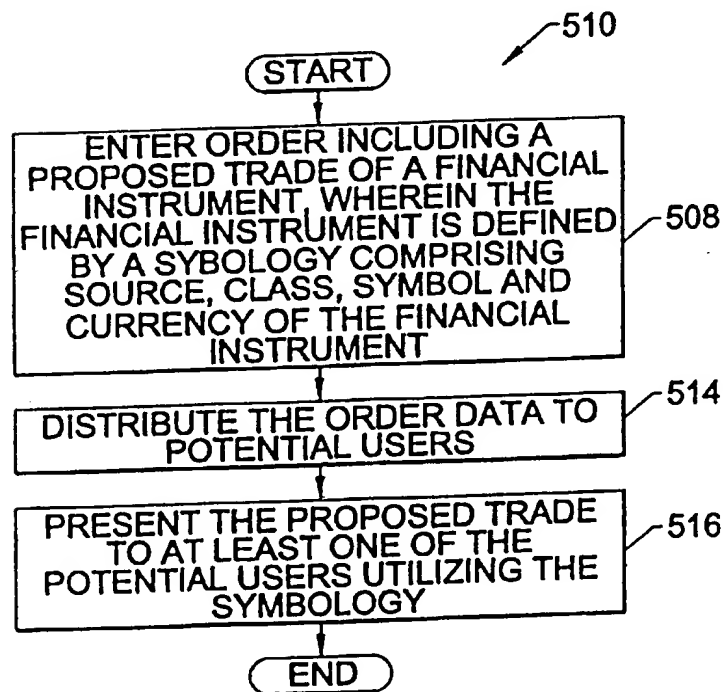 510
START
ENTER ORDER INCLUDING A
PROPOSED TRADE OF A FINANCIAL
INSTRUMENT, WHEREIN THE
FINANCIAL INSTRUMENT IS DEFINED
BY A SYBOLOGY COMPRISING
SOURCE, CLASS, SYMBOL AND
CURRENCY OF THE FINANCIAL
INSTRUMENT
508
DISTRIBUTE THE ORDER DATA TO
POTENTIAL USERS
514
PRESENT THE PROPOSED TRADE
TO AT LEAST ONE OF THE
POTENTIAL USERS UTILIZING THE
SYMBOLOGY
516
END